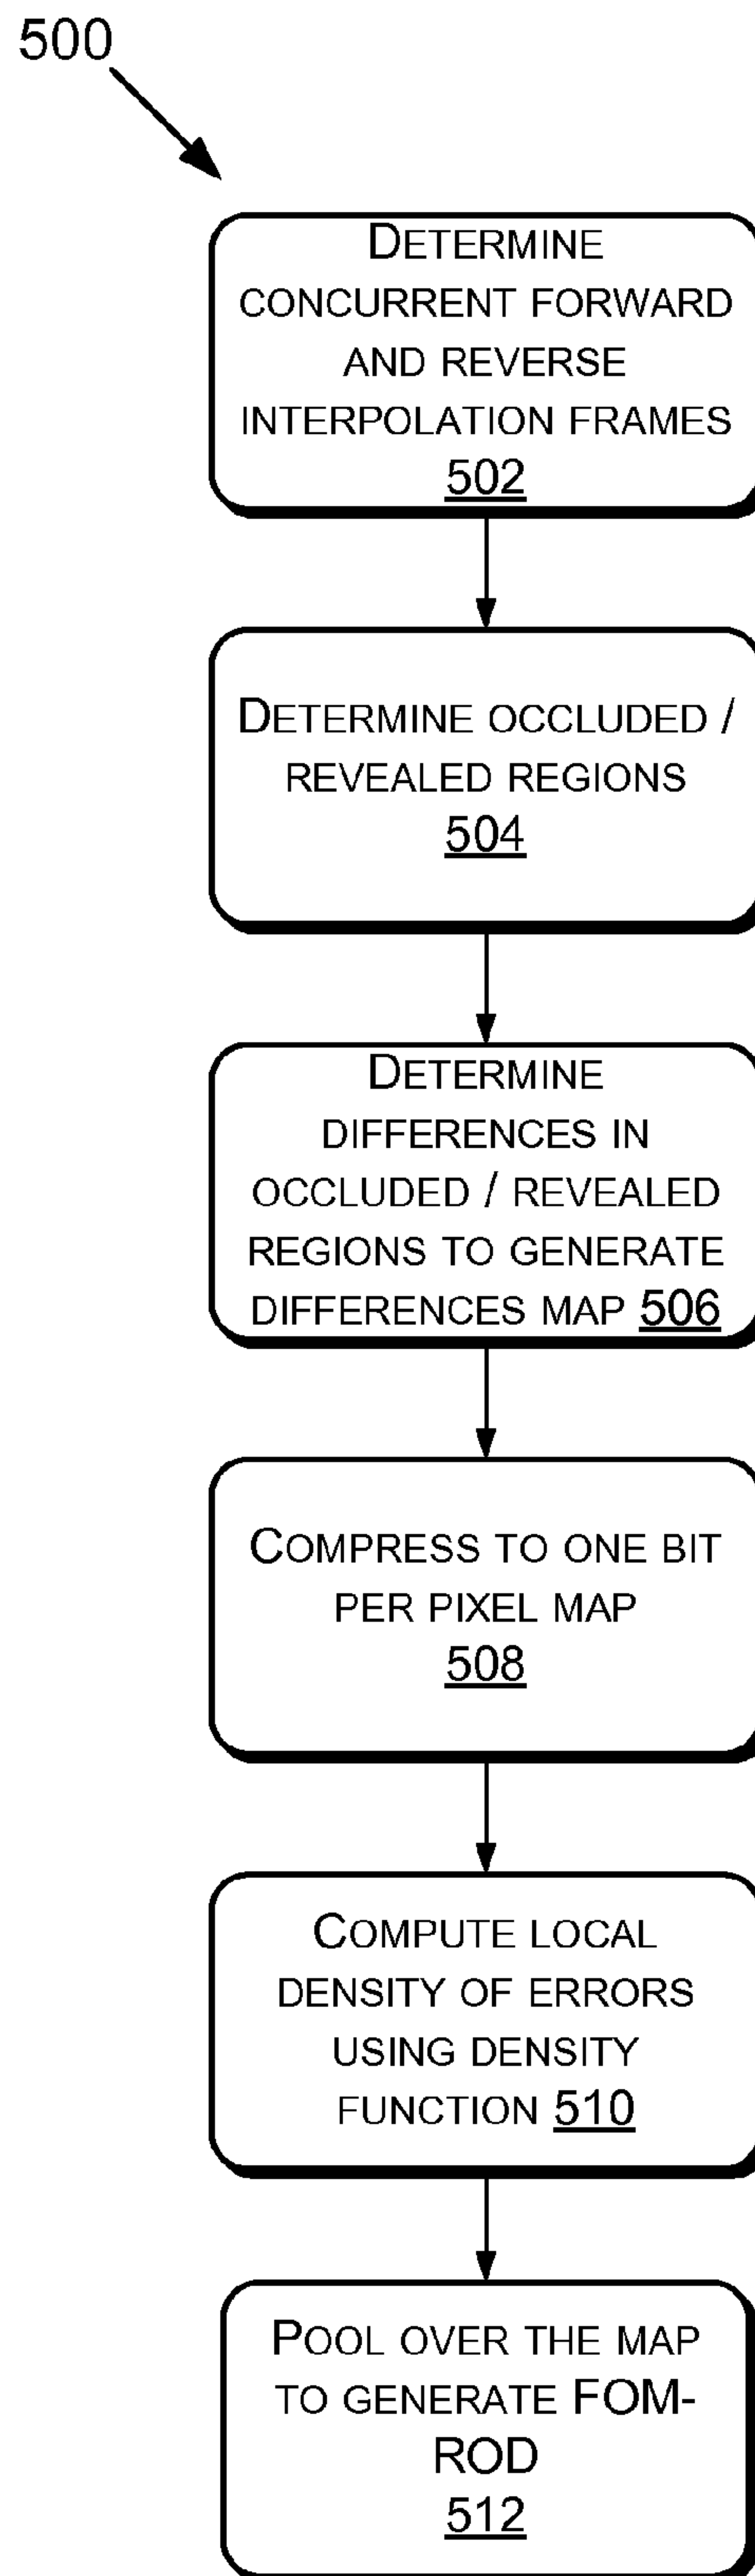 500
DETERMINE
CONCURRENT FORWARD
AND REVERSE
INTERPOLATION FRAMES
502
DETERMINE OCCLUDED /
REVEALED REGIONS
504
DETERMINE
DIFFERENCES IN
OCCLUDED / REVEALED
REGIONS TO GENERATE
DIFFERENCES MAP 506
COMPRESS TO ONE BIT
PER PIXEL MAP
508
COMPUTE LOCAL
DENSITY OF ERRORS
USING DENSITY
FUNCTION 510
POOL OVER THE MAP
TO GENERATE FOM-
ROD
512